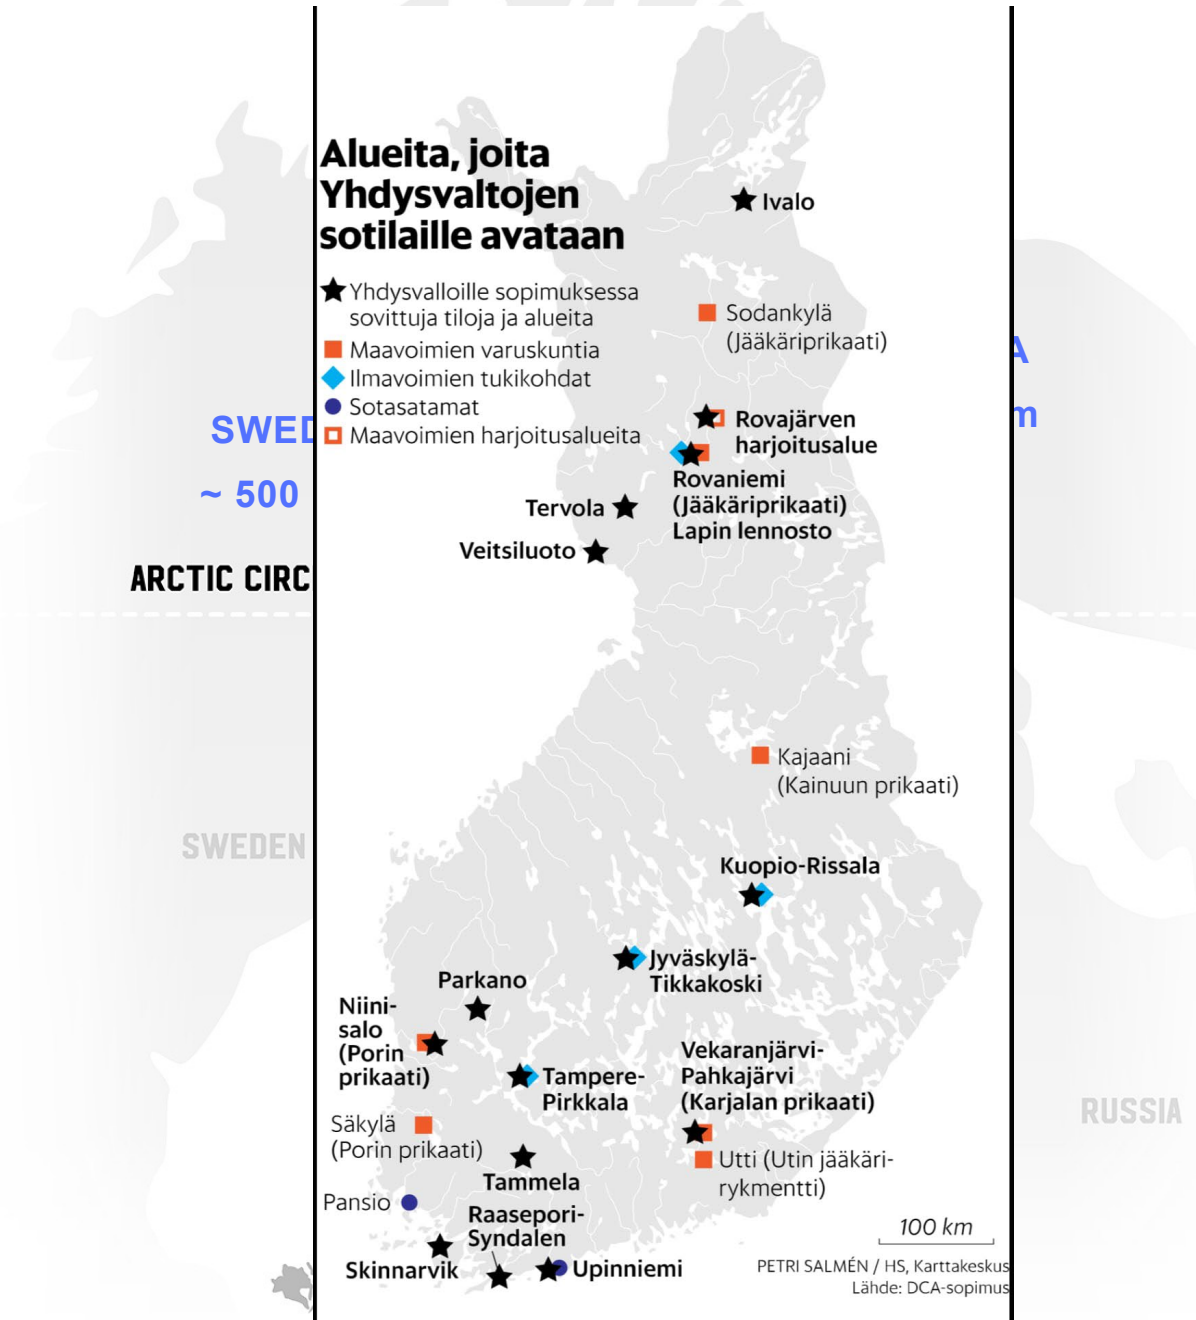 Alueita, joita
Yhdysvaltojen
sotilaille avataan
Yhdysvalloille sopimuksessa
sovittuja tiloja ja alueita
Maavoimien varuskuntia
Ilmavoimien tukikohdat
Sotasatamat
Maavoimien harjoitusalueita
Ivalo
Sodankylä
(Jääkäriprikaati)
Rovajärven
harjoitusalue
Rovaniemi
(Jääkäriprikaati)
Lapin lennosto
Tervola
Veitsiluoto
SWED
~ 500
A
m
ARCTIC CIRC
Kajaani
(Kainuun prikaati)
SWEDEN
Kuopio-Rissala
Jyväskylä-
Tikkakoski
Parkano
Niini-
salo
(Porin
prikaati)
Tampere-
Pirkkala
Vekaranjärvi-
Pahkajärvi
(Karjalan prikaati)
RUSSIA
Säkylä
(Porin prikaati)
Utti (Utin jääkäri-
rykmentti)
Tammela
Pansio
Raasepori-
Syndalen
Skinnarvik
Upinniemi
100 km
PETRI SALMÉN / HS, Karttakeskus
Lähde: DCA-sopimus